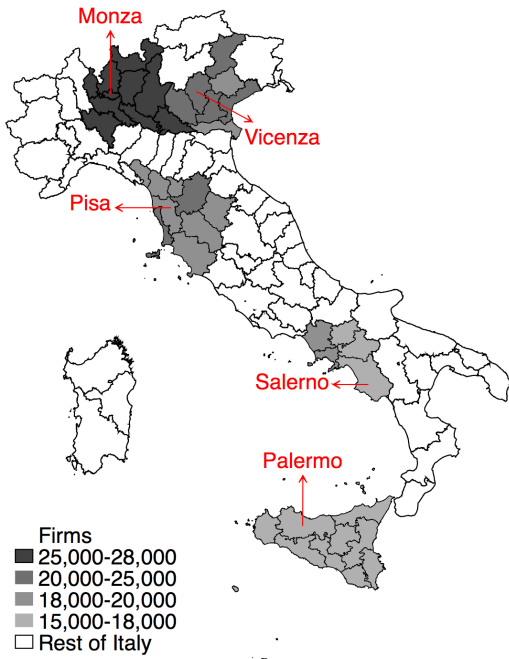 Monza
Vicenza
Pisa
Salerno
Palermo
Firms
25,000-28,000
20,000-25,000
18,000-20,000
15,000-18,000
Rest of Italy